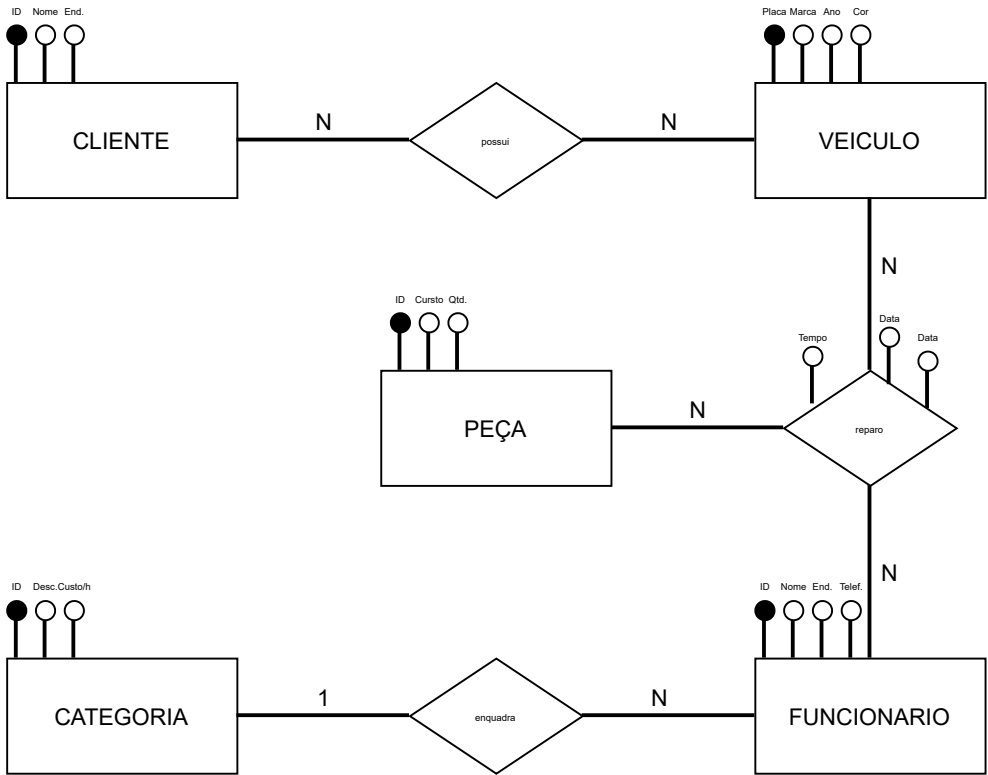 ID Nome End.
Placa Marca Ano Cor
CLIENTE
N
possui
N
VEICULO
N
ID Cursto Qtd.
Tempo
Data
Data
PEÇA
N
reparo
N
ID Desc. Custo/h
ID Nome End. Telef.
CATEGORIA
1
enquadra
N
FUNCIONARIO